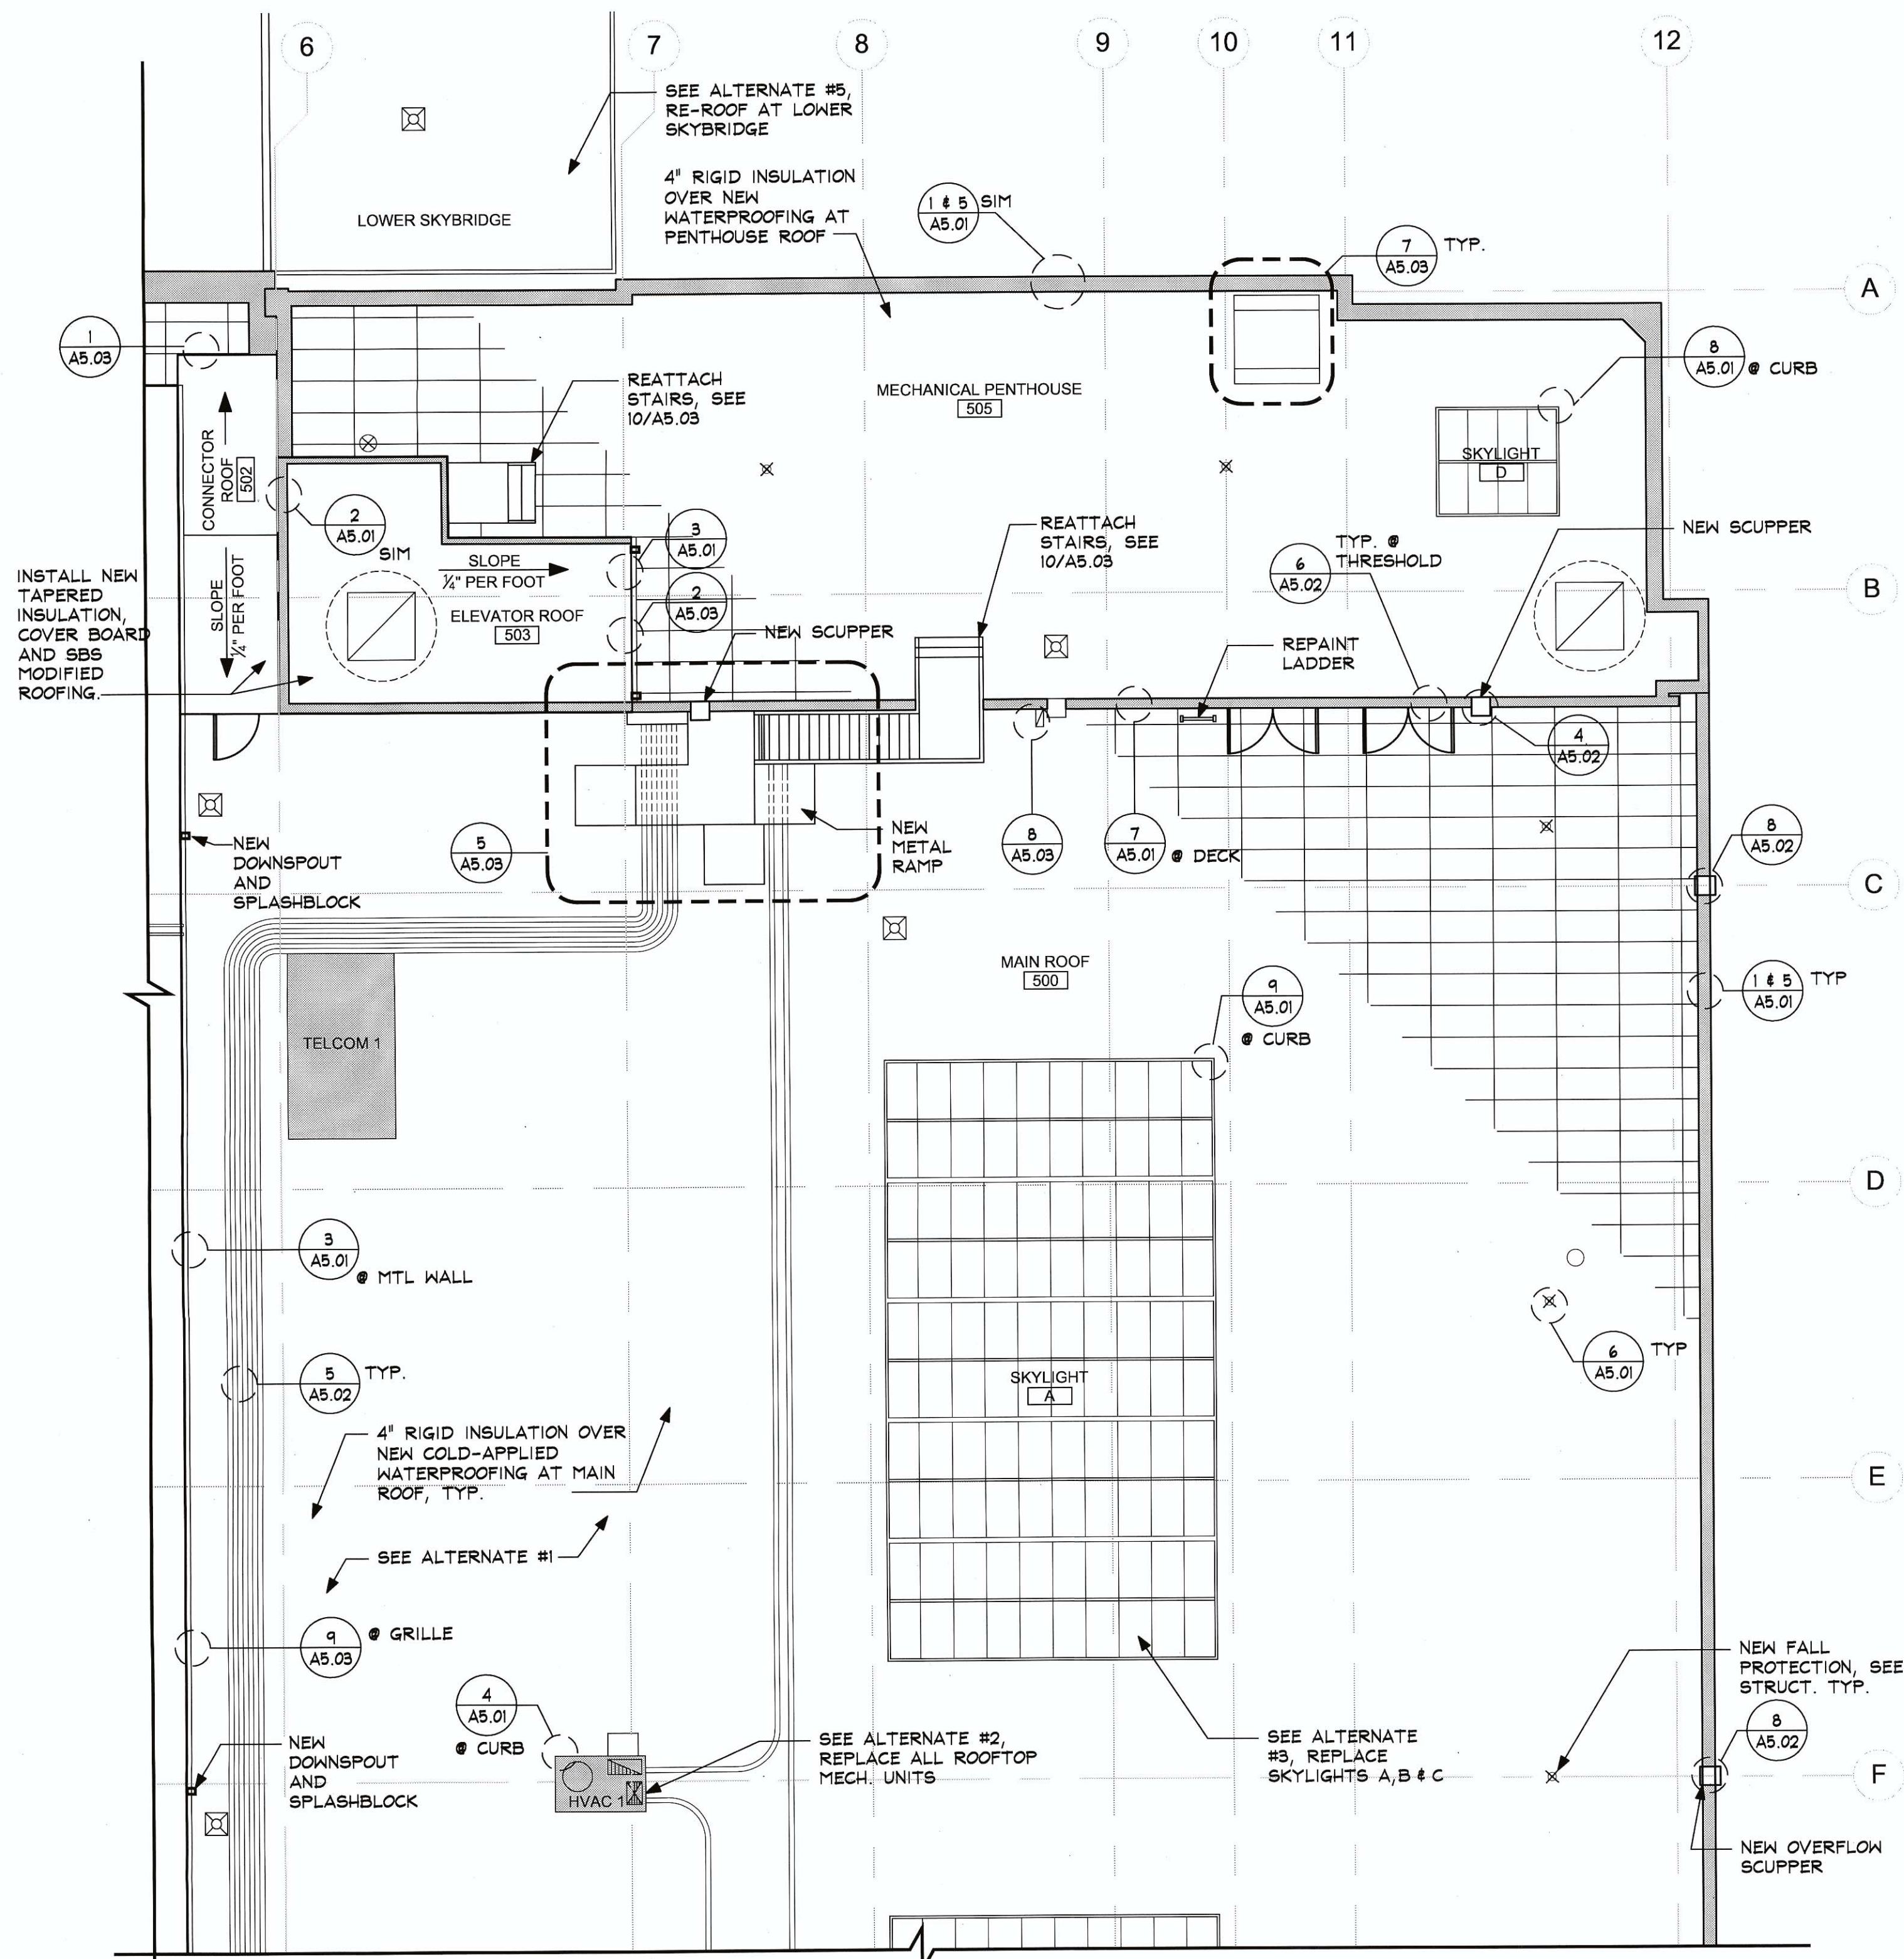 6
7
8
9
10
11
12
SEE ALTERNATE #5,
RE-ROOF AT LOWER
SKYBRIDGE
4" RIGID INSULATION
OVER NEW
WATERPROOFING AT
PENTHOUSE ROOF
LOWER SKYBRIDGE
1 & 5
A5.01
SIM
7
A5.03
TYP.
A
1
A5.03
REATTACH
STAIRS, SEE
10/A5.03
MECHANICAL PENTHOUSE
505
8
A5.01
@ CURB
SKYLIGHT
D
CONNECTOR
ROOF
502
2
A5.01
SIM
SLOPE
1/4" PER FOOT
3
A5.01
REATTACH
STAIRS, SEE
10/A5.03
TYP. @
THRESHOLD
6
A5.02
NEW SCUPPER
INSTALL NEW
TAPERED
INSULATION,
COVER BOARD
AND SBS
MODIFIED
ROOFING.
SLOPE
1/4" PER FOOT
ELEVATOR ROOF
503
2
A5.03
NEW SCUPPER
REPAINT
LADDER
B
4
A5.02
NEW
DOWNSPOUT
AND
SPLASHBLOCK
5
A5.03
NEW
METAL
RAMP
8
A5.03
7
A5.01
@ DECK
8
A5.02
C
MAIN ROOF
500
9
A5.01
@ CURB
1 & 5
A5.01
TYP
TELCOM 1
D
3
A5.01
@ MTL WALL
5
A5.02
TYP.
SKYLIGHT
A
6
A5.01
TYP
4" RIGID INSULATION OVER
NEW COLD-APPLIED
WATERPROOFING AT MAIN
ROOF, TYP.
E
SEE ALTERNATE #1
9
A5.03
@ GRILLE
4
A5.01
@ CURB
NEW FALL
PROTECTION, SEE
STRUCT. TYP.
NEW
DOWNSPOUT
AND
SPLASHBLOCK
HVAC 1
SEE ALTERNATE #2,
REPLACE ALL ROOFTOP
MECH. UNITS
SEE ALTERNATE
#3, REPLACE
SKYLIGHTS A,B & C
8
A5.02
F
NEW OVERFLOW
SCUPPER